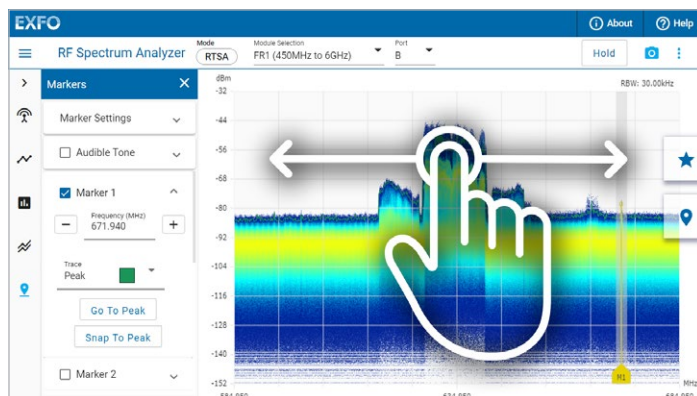 EXFO
About
Help
RF Spectrum Analyzer
Mode
RTSA
Module Selection
FR1 (450MHz to 6GHz)
Port
B
Hold
Markers
Marker Settings
Audible Tone
Marker 1
Frequency (MHz)
671.940
Trace
Peak
Go To Peak
Snap To Peak
Marker 2
dBm
RBW: 30.00kHz
-32
-44
-56
-68
-80
-92
-104
-116
-128
-140
-152
M1
MHz